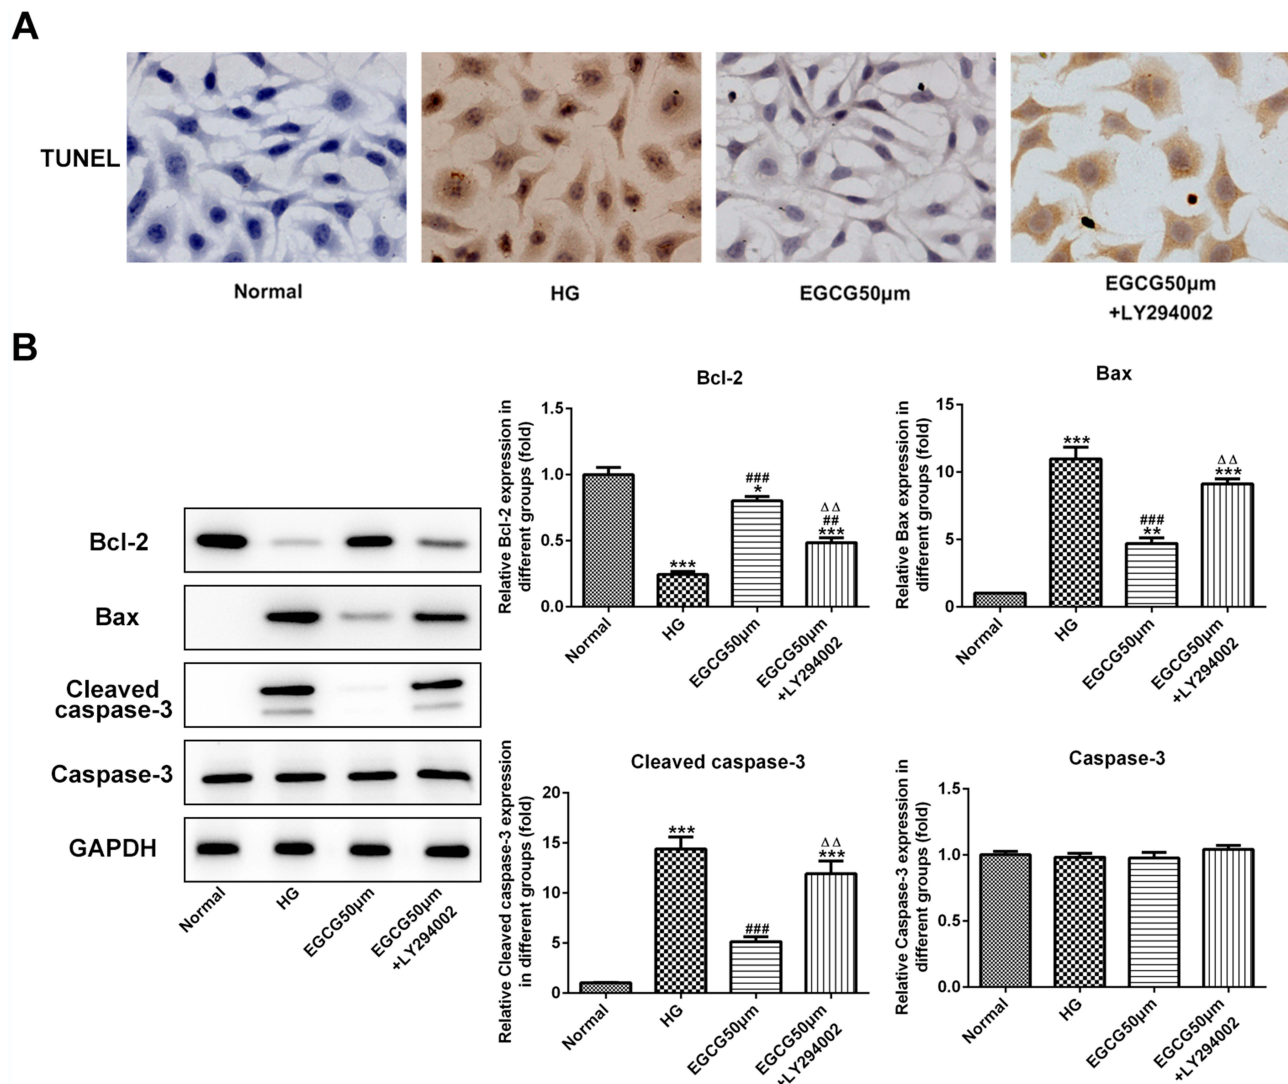 A
TUNEL
Normal
HG
EGCG50μm
EGCG50μm
+LY294002
B
Bcl-2
Bax
Cleaved
caspase-3
Caspase-3
GAPDH
Normal
HG
EGCG50μm
EGCG50μm
+LY294002
Bcl-2
Relative Bcl-2 expression in
different groups (fold)
1.5
1.0
0.5
0.0
***
###
*
Δ Δ
##
***
Normal
HG
EGCG50μm
EGCG50μm
+LY294002
Bax
Relative Bax expression in
different groups (fold)
15
10
5
0
***
###
**
Δ Δ
***
Normal
HG
EGCG50μm
EGCG50μm
+LY294002
Cleaved caspase-3
Relative Cleaved caspase-3 expression
in different groups (fold)
20
15
10
5
0
***
###
Δ Δ
***
Normal
HG
EGCG50μm
EGCG50μm
+LY294002
Caspase-3
Relative Caspase-3 expression in
different groups (fold)
1.5
1.0
0.5
0.0
Normal
HG
EGCG50μm
EGCG50μm
+LY294002